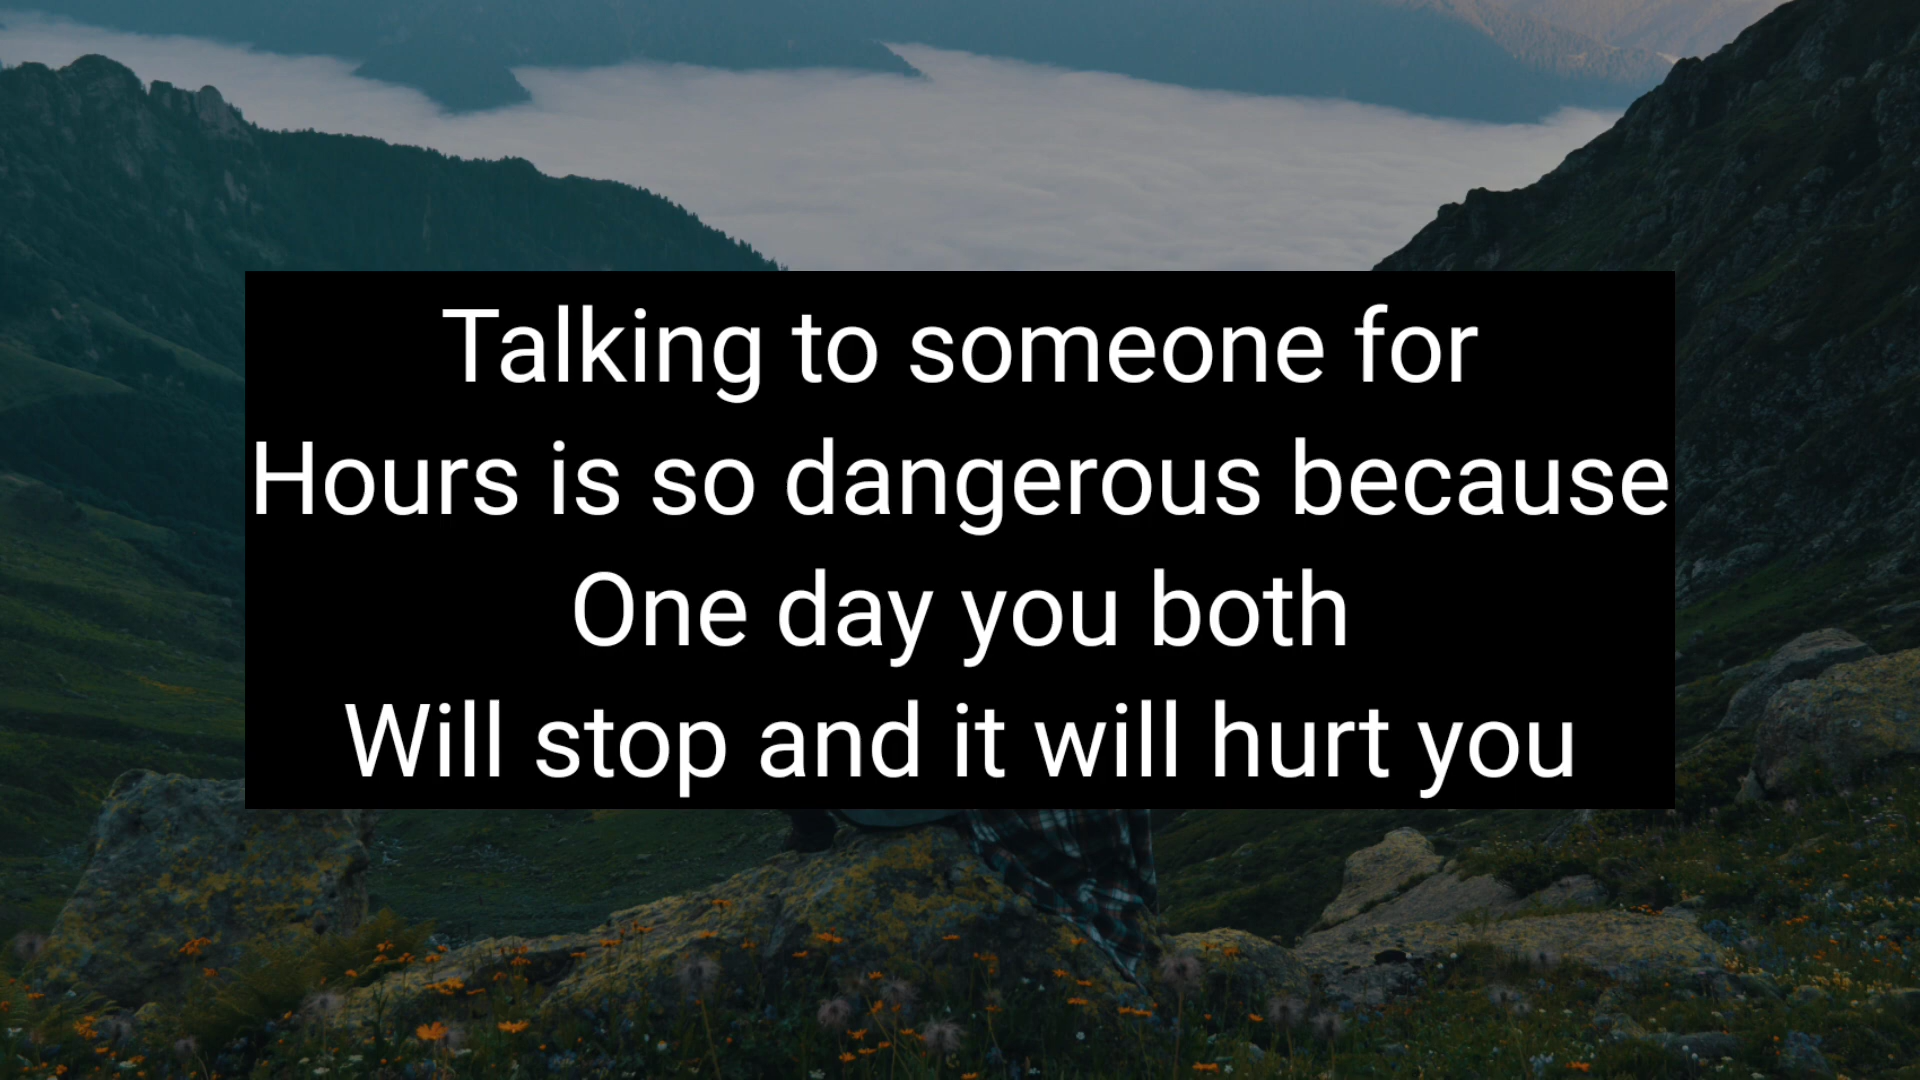 Talking to someone for
Hours is so dangerous because
One day you both
Will stop and it will hurt you